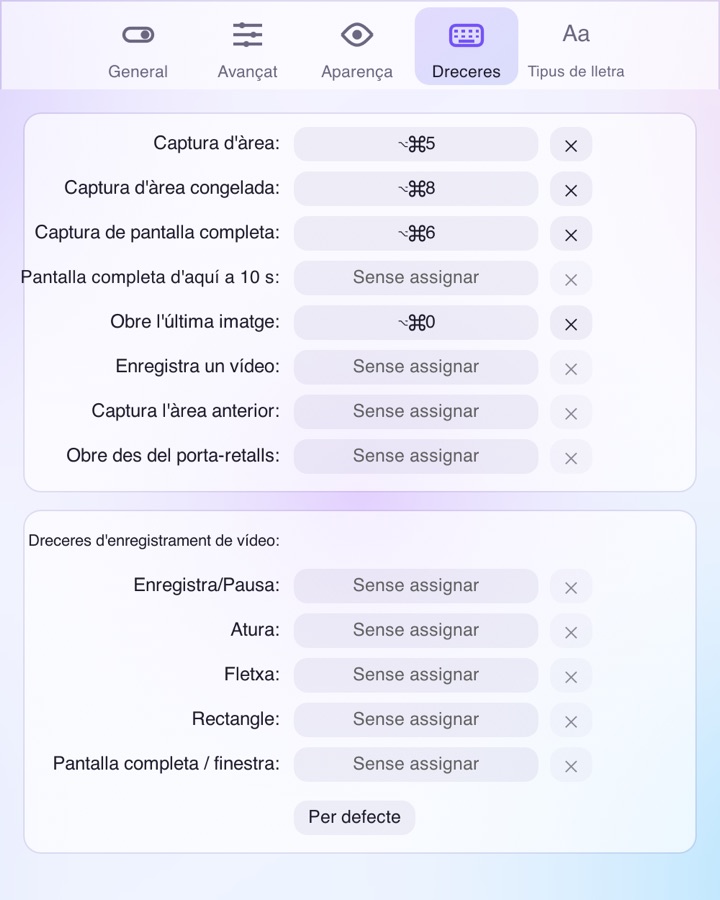 General
Avançat
Aparença
Dreceres
Aa
Tipus de lletra
Captura d'àrea: ⌥⌘5
Captura d'àrea congelada: ⌥⌘8
Captura de pantalla completa: ⌥⌘6
Pantalla completa d'aquí a 10 s: Sense assignar
Obre l'última imatge: ⌥⌘0
Enregistra un vídeo: Sense assignar
Captura l'àrea anterior: Sense assignar
Obre des del porta-retalls: Sense assignar
Dreceres d'enregistrament de vídeo:
Enregistra/Pausa: Sense assignar
Atura: Sense assignar
Fletxa: Sense assignar
Rectangle: Sense assignar
Pantalla completa / finestra: Sense assignar
Per defecte